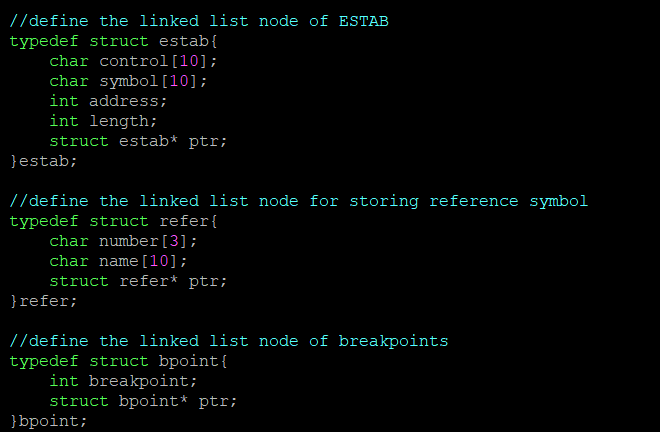 //define the linked list node of ESTAB
typedef struct estab{
    char control[10];
    char symbol[10];
    int address;
    int length;
    struct estab* ptr;
}estab;

//define the linked list node for storing reference symbol
typedef struct refer{
    char number[3];
    char name[10];
    struct refer* ptr;
}refer;

//define the linked list node of breakpoints
typedef struct bpoint{
    int breakpoint;
    struct bpoint* ptr;
}bpoint;